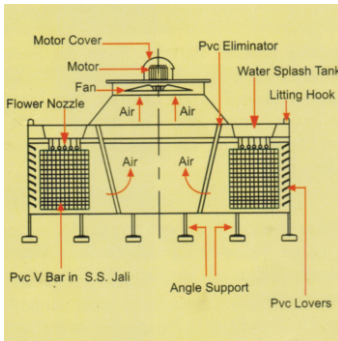 Motor Cover
Pvc Eliminator
Motor
Water Splash Tank
Fan
Litting Hook
Flower Nozzle
Air
Air
Air
Air
Pvc V Bar in S.S. Jali
Angle Support
Pvc Lovers